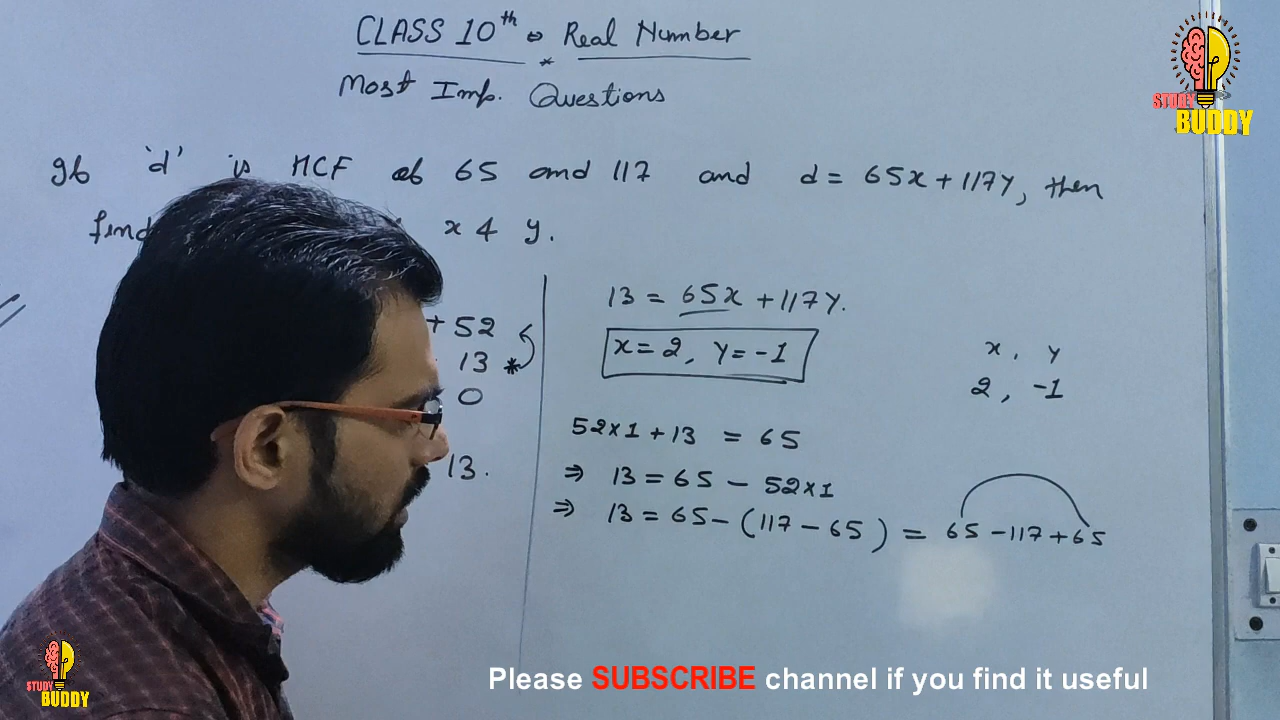 CLASS 10th Real Number
Most Imp. Questions
If 'd' is HCF of 65 and 117 and d = 65x + 117y, then
find x & y.
+ 52
13 *
0
13.
13 = 65x + 117y.
x = 2, y = -1
x, y
2, -1
52×1 + 13 = 65
⇒ 13 = 65 - 52×1
⇒ 13 = 65 - (117 - 65) = 65 - 117 + 65
STUDY
BUDDY
STUDY
BUDDY
Please SUBSCRIBE channel if you find it useful